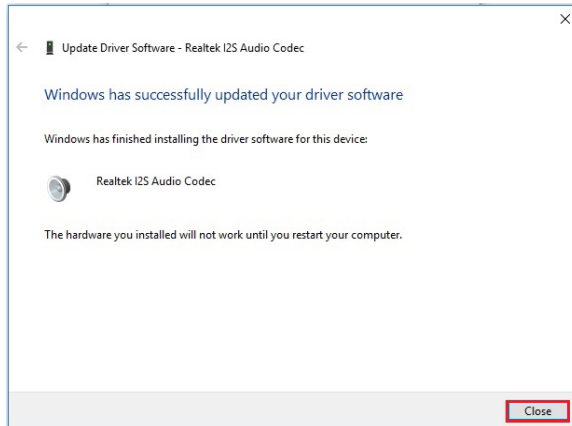 Update Driver Software - Realtek I2S Audio Codec
Windows has successfully updated your driver software
Windows has finished installing the driver software for this device:
Realtek I2S Audio Codec
The hardware you installed will not work until you restart your computer.
Close